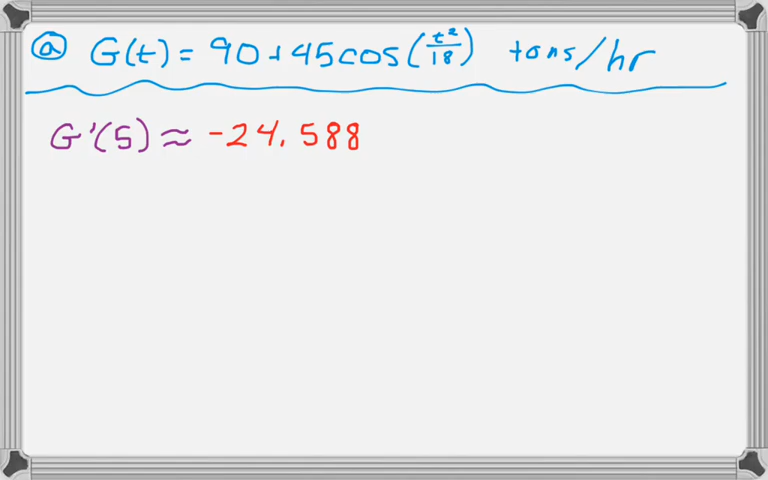 ⓐ G(t) = 90 + 45cos(t²/18) tons/hr
G'(5) ≈ -24.588